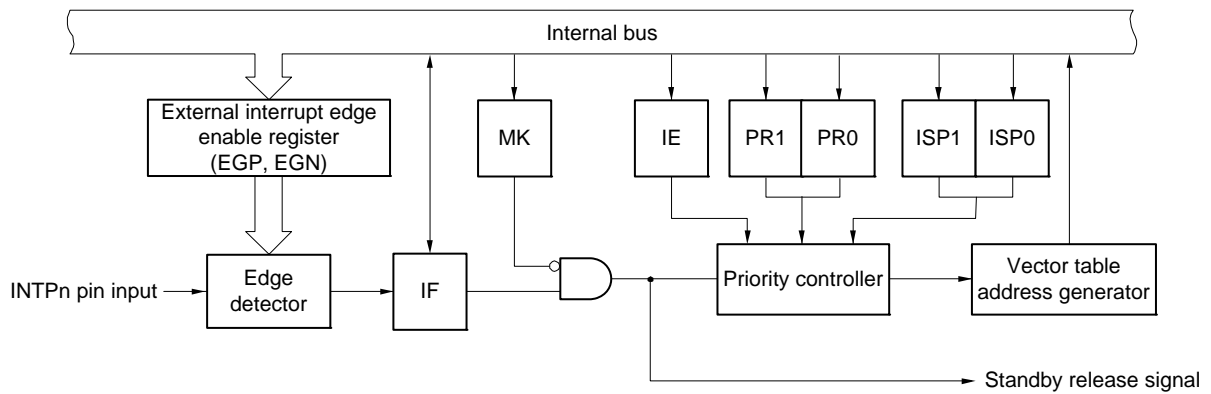 Internal bus
External interrupt edge
enable register
(EGP, EGN)
MK
IE
PR1
PR0
ISP1
ISP0
INTPn pin input
Edge
detector
IF
Priority controller
Vector table
address generator
Standby release signal